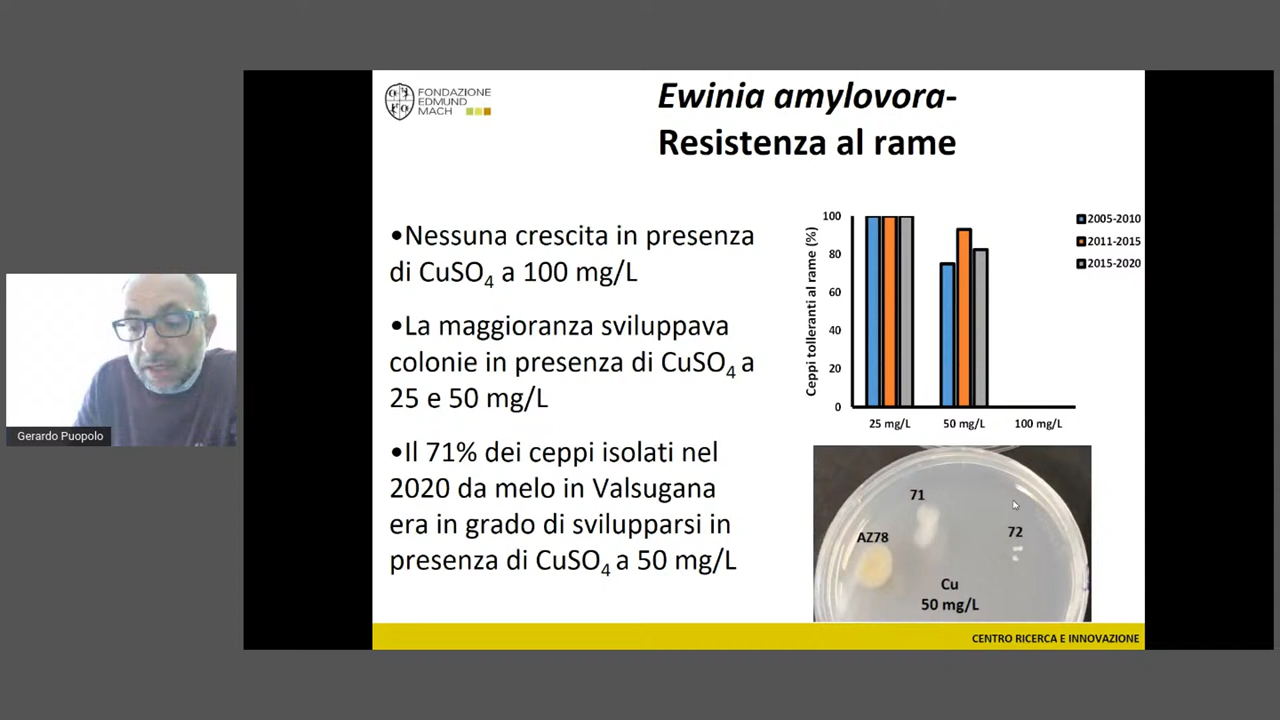 FONDAZIONE
EDMUND
MACH
Ewinia amylovora-
Resistenza al rame
•Nessuna crescita in presenza
di CuSO4 a 100 mg/L
•La maggioranza sviluppava
colonie in presenza di CuSO4 a
25 e 50 mg/L
•Il 71% dei ceppi isolati nel
2020 da melo in Valsugana
era in grado di svilupparsi in
presenza di CuSO4 a 50 mg/L
Ceppi tolleranti al rame (%)
100
80
60
40
20
0
25 mg/L
50 mg/L
100 mg/L
2005-2010
2011-2015
2015-2020
71
72
AZ78
Cu
50 mg/L
CENTRO RICERCA E INNOVAZIONE
Gerardo Puopolo